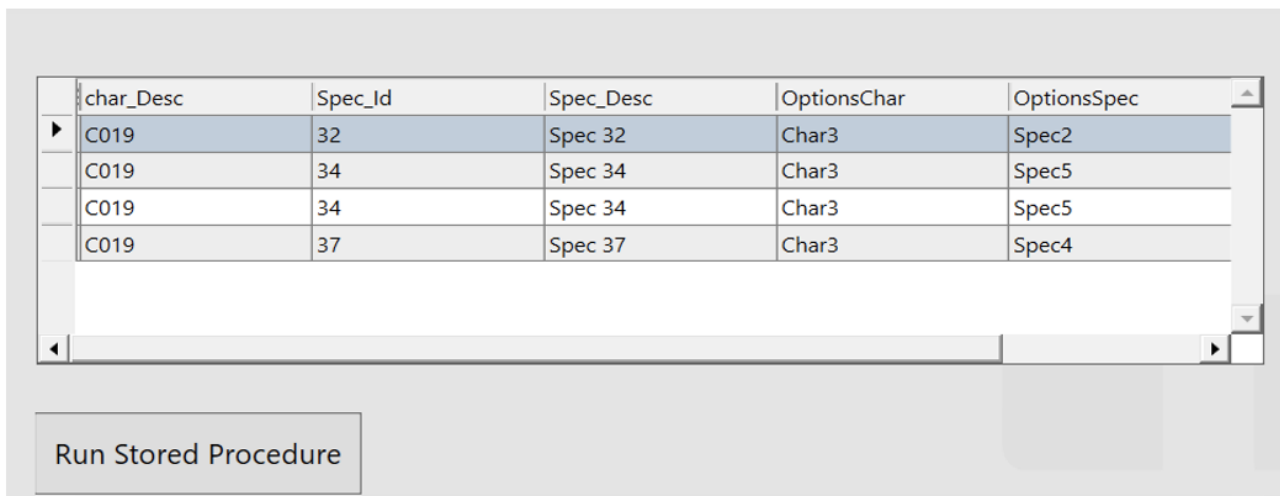 char_Desc Spec_Id Spec_Desc OptionsChar OptionsSpec
C019 32 Spec 32 Char3 Spec2
C019 34 Spec 34 Char3 Spec5
C019 34 Spec 34 Char3 Spec5
C019 37 Spec 37 Char3 Spec4
Run Stored Procedure